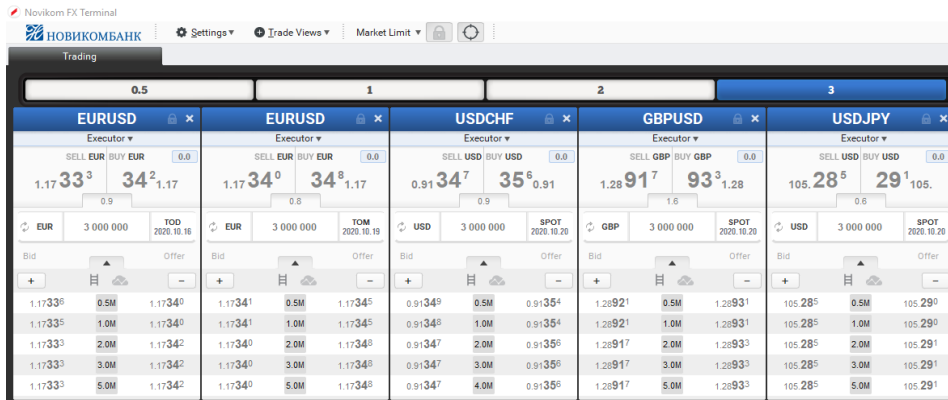 Novikom FX Terminal
НОВИКОМБАНК Settings ▾ Trade Views ▾ Market Limit ▾
Trading
0.5 1 2 3
EURUSD EURUSD USDCHF GBPUSD USDJPY
Executor ▾ Executor ▾ Executor ▾ Executor ▾ Executor ▾
SELL EUR BUY EUR 0.0 SELL EUR BUY EUR 0.0 SELL USD BUY USD 0.0 SELL GBP BUY GBP 0.0 SELL USD BUY USD 0.0
1.17 33 3 34 2 1.17 1.17 34 0 34 8 1.17 0.91 34 7 35 6 0.91 1.28 91 7 93 3 1.28 105. 28 5 29 1 105.
0.9 0.8 0.9 1.6 0.6
EUR 3 000 000 TOD EUR 3 000 000 TOM USD 3 000 000 SPOT GBP 3 000 000 SPOT USD 3 000 000 SPOT
2020.10.16 2020.10.19 2020.10.20 2020.10.20 2020.10.20
Bid Offer Bid Offer Bid Offer Bid Offer Bid Offer
+ − + − + − + − + −
1.17336 0.5M 1.17340 1.17341 0.5M 1.17345 0.91349 0.5M 0.91354 1.28921 0.5M 1.28931 105.285 0.5M 105.290
1.17335 1.0M 1.17340 1.17341 1.0M 1.17345 0.91348 1.0M 0.91354 1.28921 1.0M 1.28931 105.285 1.0M 105.290
1.17333 2.0M 1.17342 1.17340 2.0M 1.17348 0.91347 2.0M 0.91356 1.28917 2.0M 1.28933 105.285 2.0M 105.291
1.17333 3.0M 1.17342 1.17340 3.0M 1.17348 0.91347 3.0M 0.91356 1.28917 3.0M 1.28933 105.285 3.0M 105.291
1.17333 5.0M 1.17342 1.17340 5.0M 1.17348 0.91347 4.0M 0.91356 1.28917 5.0M 1.28933 105.285 5.0M 105.291